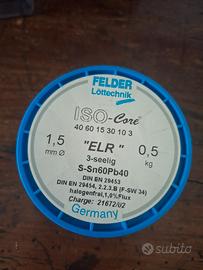 FELDER
Löttechnik
ISO-Core®
40 60 15 30 10 3
1,5 "ELR" 0,5
mm Ø kg
3-seelig
S-Sn60Pb40
DIN EN 29453
DIN EN 29454, 2.2.3.B (F-SW 34)
halogenfrei, 1,0% Flux
Charge: 21672/02
Germany
subito